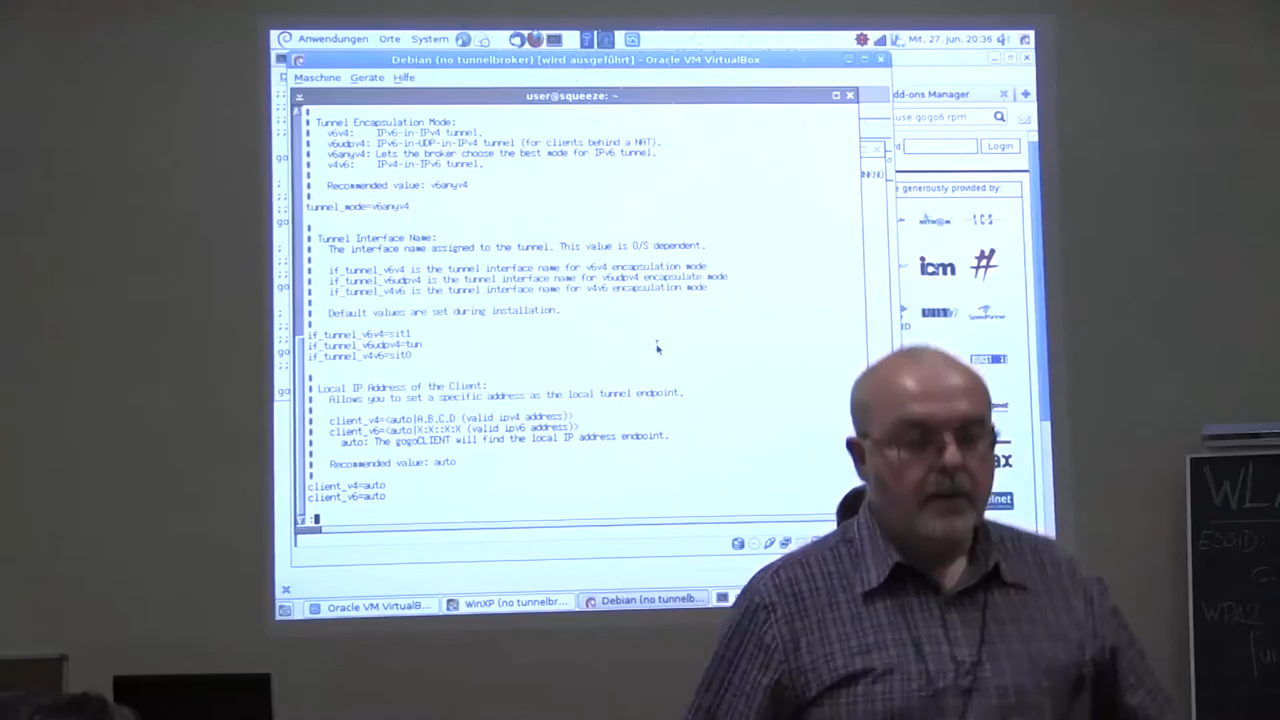 Anwendungen Orte System
Mit, 27. Jun, 20:36
Debian (no tunnelbroker) [wird ausgeführt] - Oracle VM VirtualBox
Maschine Geräte Hilfe
user@squeeze: ~
dd-ons Manager
use gogo6 rpm
Login
e generously provided by:
# Tunnel Encapsulation Mode:
# v6v4: IPv6-in-IPv4 tunnel.
# v6udpv4: IPv6-in-UDP-in-IPv4 tunnel (for clients behind a NAT).
# v6anyv4: Lets the broker choose the best mode for IPv6 tunnel.
# v4v6: IPv4-in-IPv6 tunnel.
#
# Recommended value: v6anyv4
#
tunnel_mode=v6anyv4
#
# Tunnel Interface Name:
# The interface name assigned to the tunnel. This value is O/S dependent.
#
# if_tunnel_v6v4 is the tunnel interface name for v6v4 encapsulation mode
# if_tunnel_v6udpv4 is the tunnel interface name for v6udpv4 encapsulate mode
# if_tunnel_v4v6 is the tunnel interface name for v4v6 encapsulation mode
#
# Default values are set during installation.
#
if_tunnel_v6v4=sit1
if_tunnel_v6udpv4=tun
if_tunnel_v4v6=sit0
#
# Local IP Address of the Client:
# Allows you to set a specific address as the local tunnel endpoint.
#
# client_v4=<auto|A.B.C.D (valid ipv4 address)>
# client_v6=<auto|X:X::X:X (valid ipv6 address)>
# auto: The gogoCLIENT will find the local IP address endpoint.
#
# Recommended value: auto
#
client_v4=auto
client_v6=auto
:
icm
#
SpeedPartner
Oracle VM VirtualB...
WinXP (no tunnelbr...
Debian (no tunnelb...
WL
ESSID:
WPA2